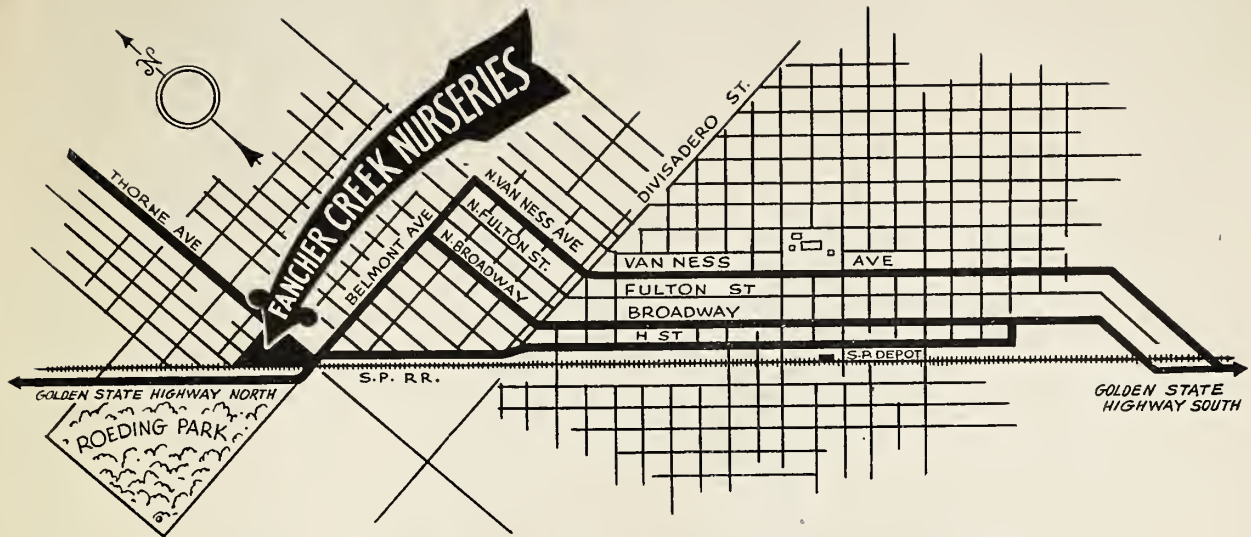 N
FANCHER CREEK NURSERIES
THORNE AVE
BELMONT AVE
N. VAN NESS AVE
N. FULTON ST.
N. BROADWAY
DIVISADERO ST.
VAN NESS AVE
FULTON ST
BROADWAY
H ST
S.P. DEPOT
S.P. RR.
GOLDEN STATE HIGHWAY NORTH
ROEDING PARK
GOLDEN STATE
HIGHWAY SOUTH